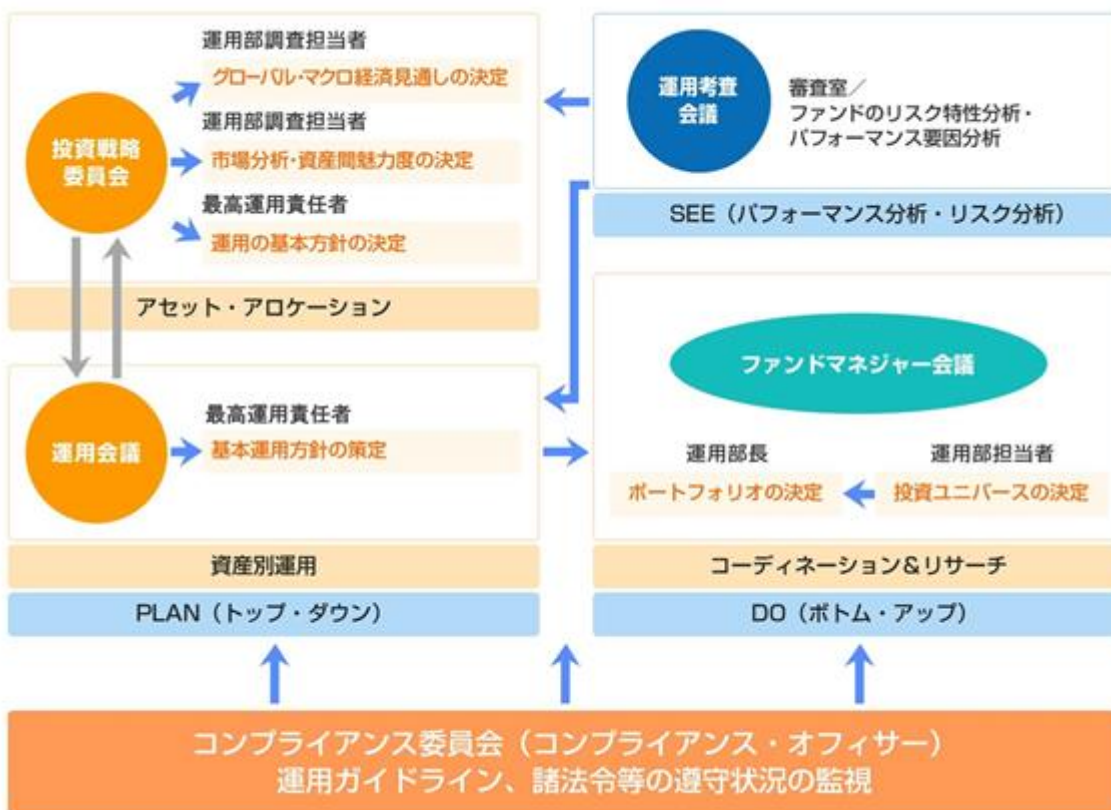 投資戦略
委員会
運用部調査担当者
グローバル・マクロ経済見通しの決定
運用部調査担当者
市場分析・資産間魅力度の決定
最高運用責任者
運用の基本方針の決定
アセット・アロケーション
運用考査
会議
審査室／
ファンドのリスク特性分析・
パフォーマンス要因分析
SEE（パフォーマンス分析・リスク分析）
運用会議
最高運用責任者
基本運用方針の策定
資産別運用
PLAN（トップ・ダウン）
ファンドマネジャー会議
運用部長
ポートフォリオの決定
運用部担当者
投資ユニバースの決定
コーディネーション＆リサーチ
DO（ボトム・アップ）
コンプライアンス委員会（コンプライアンス・オフィサー）
運用ガイドライン、諸法令等の遵守状況の監視